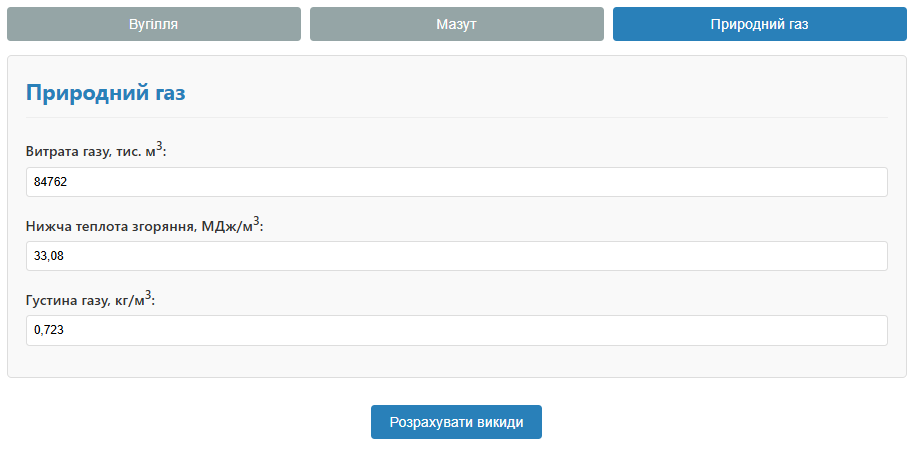 Вугілля
Мазут
Природний газ
Природний газ
Витрата газу, тис. м³:
84762
Нижча теплота згоряння, МДж/м³:
33,08
Густина газу, кг/м³:
0,723
Розрахувати викиди